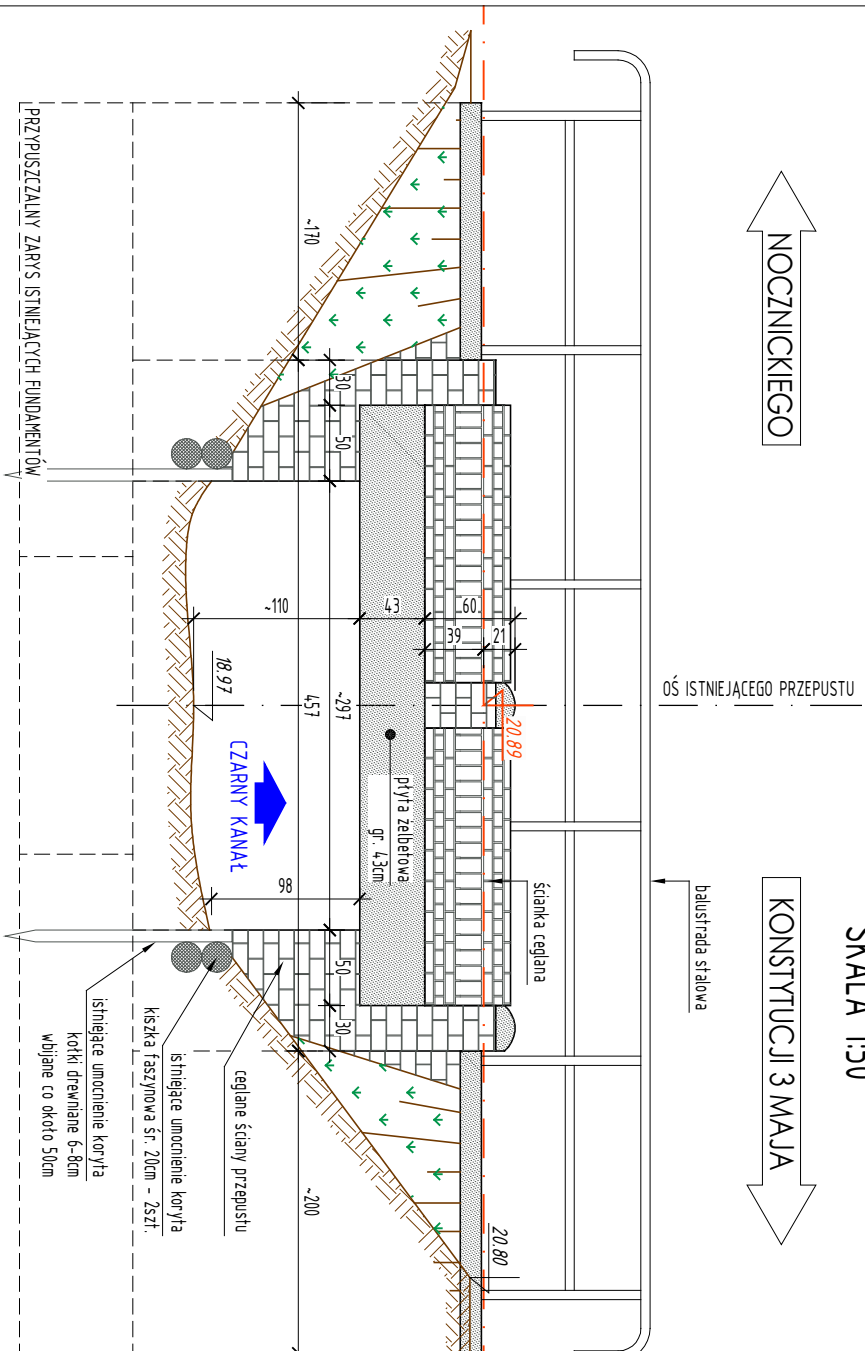 SKALA 1:50
NOCZNICKIEGO
KONSTYTUCJI 3 MAJA
balustrada stalowa
OŚ ISTNIEJĄCEGO PRZEPUSTU
20.89
20.80
ścianka ceglana
płyta żelbetowa
gr. 43cm
21
39
60
43
~110
98
18.97
CZARNY KANAŁ
30
50
~297
50
30
~170
457
~200
ceglane ściany przepustu
istniejące umocnienie koryta
kiszka faszynowa śr. 20cm - 2szt.
istniejące umocnienie koryta
kołki drewniane 6-8cm
wbijane co około 50cm
PRZYPUSZCZALNY ZARYS ISTNIEJĄCYCH FUNDAMENTÓW